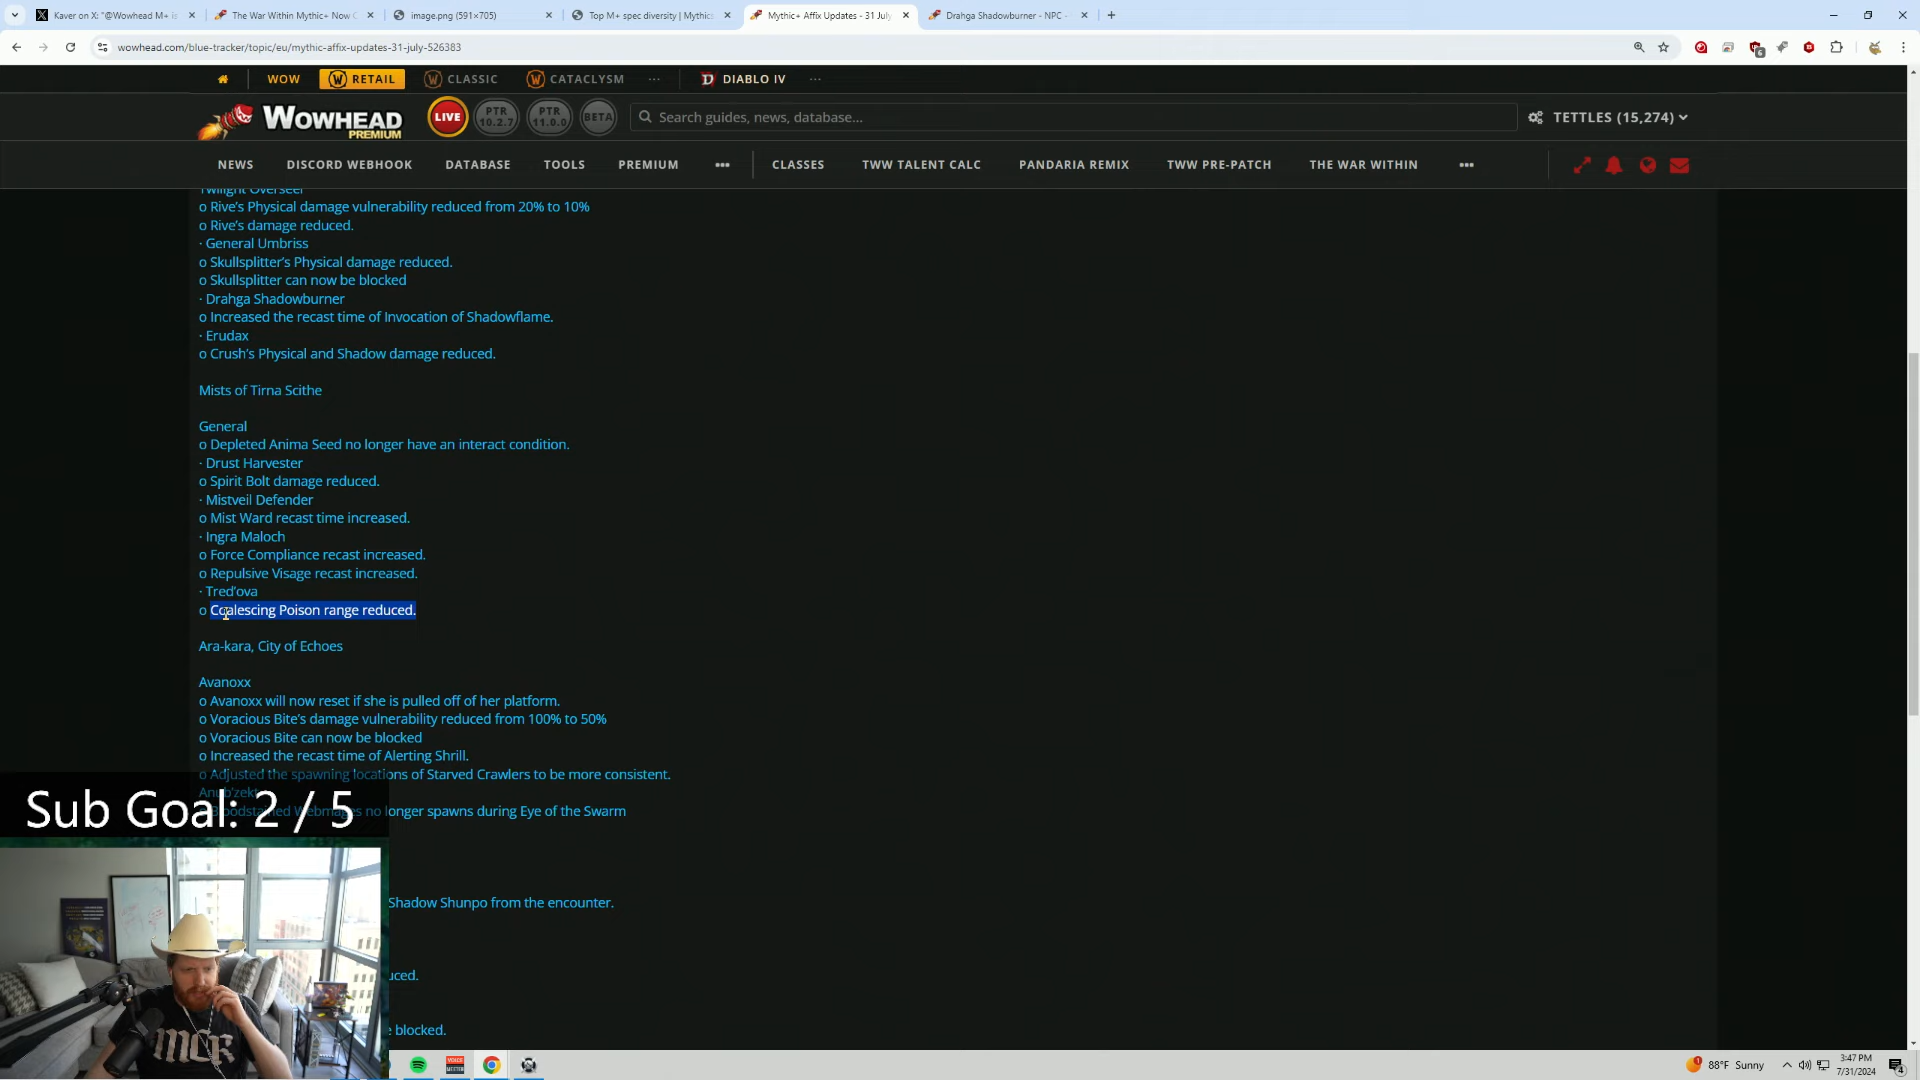 Kaver on X: "@Wowhead M+ is
The War Within Mythic+ Now C
image.png (591×705)
Top M+ spec diversity | Mythics
Mythic+ Affix Updates - 31 July
Drahga Shadowburner - NPC -
wowhead.com/blue-tracker/topic/eu/mythic-affix-updates-31-july-526383
WOW RETAIL CLASSIC CATACLYSM ... DIABLO IV ...
WOWHEAD PREMIUM
LIVE PTR 10.2.7 PTR 11.0.0 BETA
Search guides, news, database...
TETTLES (15,274)
NEWS DISCORD WEBHOOK DATABASE TOOLS PREMIUM ... CLASSES TWW TALENT CALC PANDARIA REMIX TWW PRE-PATCH THE WAR WITHIN ...
Twilight Overseer
o Rive's Physical damage vulnerability reduced from 20% to 10%
o Rive's damage reduced.
· General Umbriss
o Skullsplitter's Physical damage reduced.
o Skullsplitter can now be blocked
· Drahga Shadowburner
o Increased the recast time of Invocation of Shadowflame.
· Erudax
o Crush's Physical and Shadow damage reduced.
Mists of Tirna Scithe
General
o Depleted Anima Seed no longer have an interact condition.
· Drust Harvester
o Spirit Bolt damage reduced.
· Mistveil Defender
o Mist Ward recast time increased.
· Ingra Maloch
o Force Compliance recast increased.
o Repulsive Visage recast increased.
· Tred'ova
o Coalescing Poison range reduced.
Ara-kara, City of Echoes
Avanoxx
o Avanoxx will now reset if she is pulled off of her platform.
o Voracious Bite's damage vulnerability reduced from 100% to 50%
o Voracious Bite can now be blocked
o Increased the recast time of Alerting Shrill.
o Adjusted the spawning locations of Starved Crawlers to be more consistent.
Anub'zekt
Bloodstained Webmages no longer spawns during Eye of the Swarm
Sub Goal: 2 / 5
Shadow Shunpo from the encounter.
uced.
e blocked.
MCR
VOICE MEETER
88°F Sunny
3:47 PM
7/31/2024